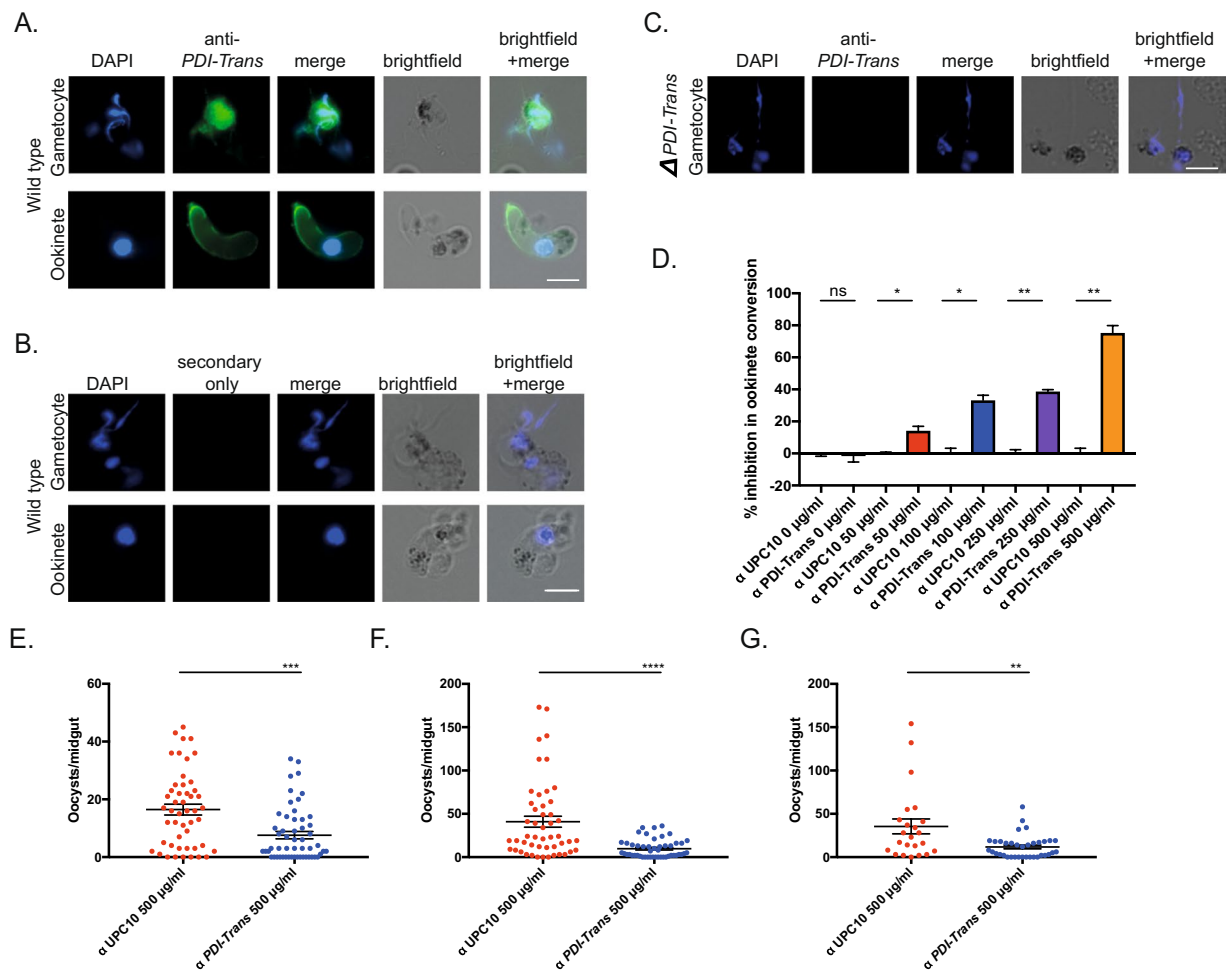 A.
DAPI
anti-
PDI-Trans
merge
brightfield
brightfield
+merge
Wild type
Gametocyte
Ookinete
B.
DAPI
secondary
only
merge
brightfield
brightfield
+merge
Wild type
Gametocyte
Ookinete
C.
DAPI
anti-
PDI-Trans
merge
brightfield
brightfield
+merge
Δ PDI-Trans
Gametocyte
D.
% inhibition in ookinete conversion
100
80
60
40
20
0
-20
ns
*
*
**
**
α UPC10 0 µg/ml
α PDI-Trans 0 µg/ml
α UPC10 50 µg/ml
α PDI-Trans 50 µg/ml
α UPC10 100 µg/ml
α PDI-Trans 100 µg/ml
α UPC10 250 µg/ml
α PDI-Trans 250 µg/ml
α UPC10 500 µg/ml
α PDI-Trans 500 µg/ml
E.
Oocysts/midgut
60
40
20
0
***
α UPC10 500 µg/ml
α PDI-Trans 500 µg/ml
F.
Oocysts/midgut
200
150
100
50
0
****
α UPC10 500 µg/ml
α PDI-Trans 500 µg/ml
G.
Oocysts/midgut
200
150
100
50
0
**
α UPC10 500 µg/ml
α PDI-Trans 500 µg/ml